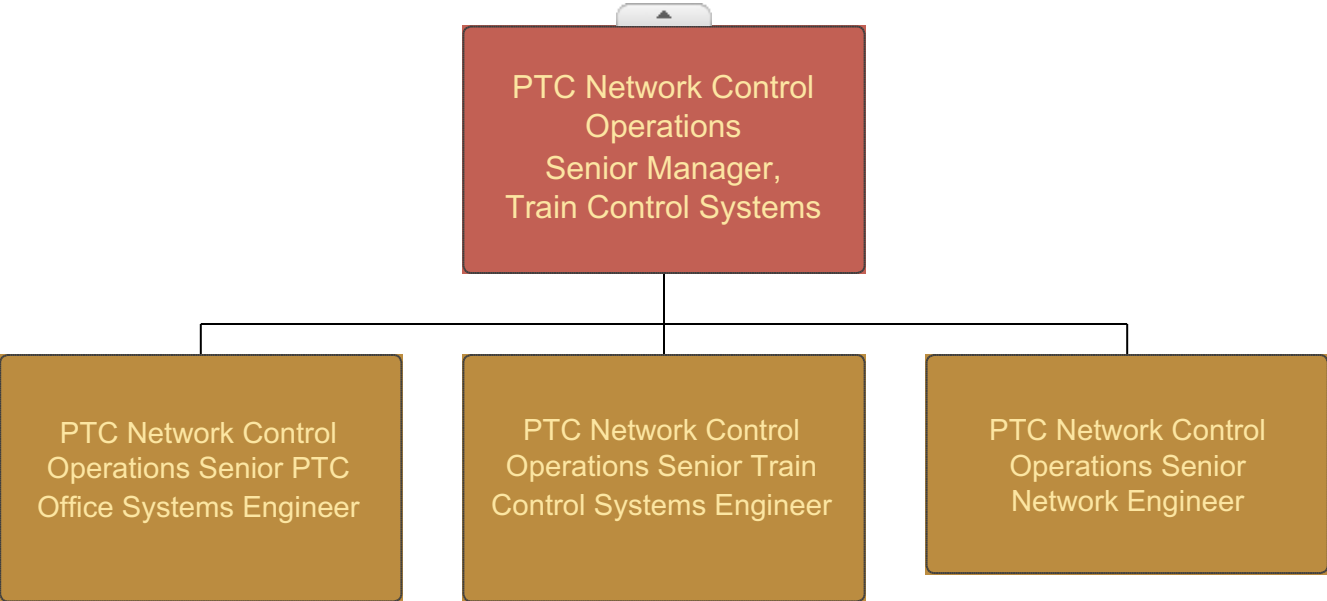 PTC Network Control
Operations
Senior Manager,
Train Control Systems
PTC Network Control
Operations Senior PTC
Office Systems Engineer
PTC Network Control
Operations Senior Train
Control Systems Engineer
PTC Network Control
Operations Senior
Network Engineer